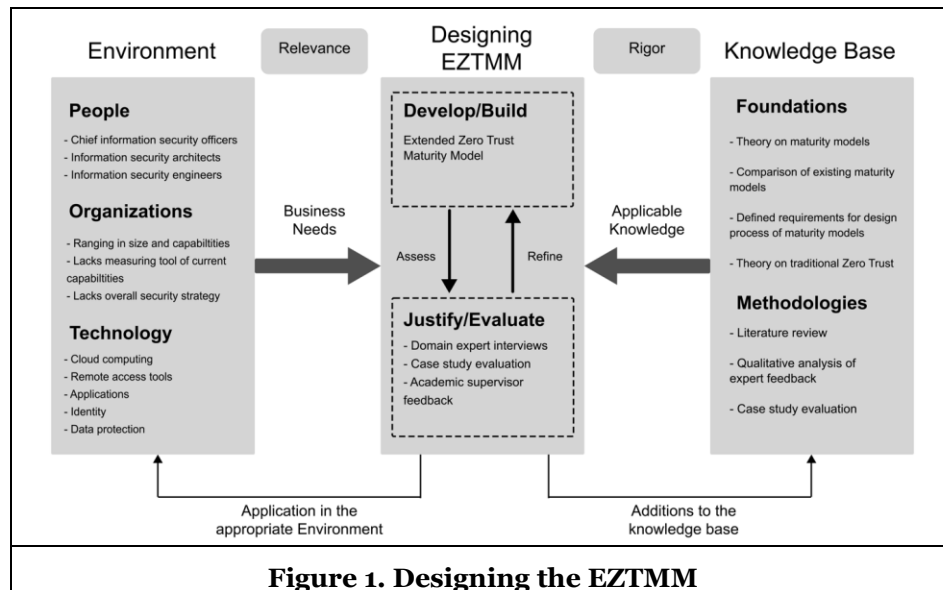 Environment
Relevance
Designing
EZTMM
Rigor
Knowledge Base
People
- Chief information security officers
- Information security architects
- Information security engineers
Organizations
- Ranging in size and capabiltities
- Lacks measuring tool of current
capabiltities
- Lacks overall security strategy
Technology
- Cloud computing
- Remote access tools
- Applications
- Identity
- Data protection
Business
Needs
Develop/Build
Extended Zero Trust
Maturity Model
Assess
Refine
Justify/Evaluate
- Domain expert interviews
- Case study evaluation
- Academic supervisor
feedback
Applicable
Knowledge
Foundations
- Theory on maturity models
- Comparison of existing maturity
models
- Defined requirements for design
process of maturity models
- Theory on traditional Zero Trust
Methodologies
- Literature review
- Qualitative analysis of
expert feedback
- Case study evaluation
Application in the
appropriate Environment
Additions to the
knowledge base
Figure 1. Designing the EZTMM